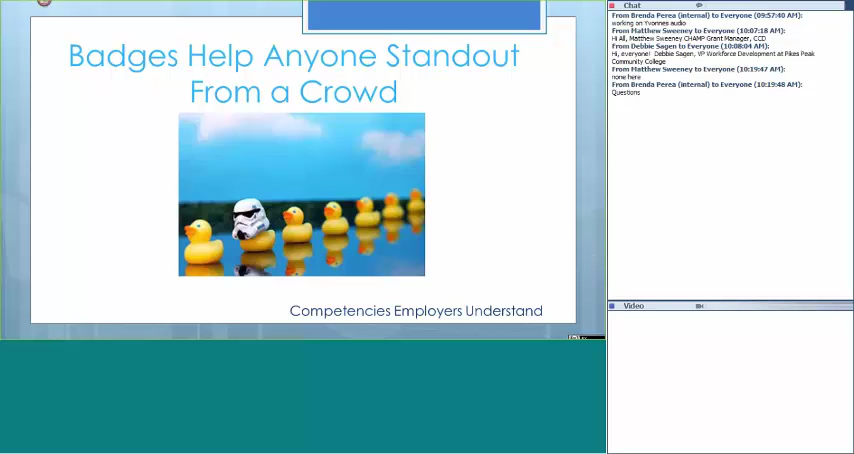 Badges Help Anyone Standout
From a Crowd
Competencies Employers Understand
Chat
From Brenda Perea (internal) to Everyone (09:57:40 AM):
working on Yvonnes audio
From Matthew Sweeney to Everyone (10:07:18 AM):
Hi All, Matthew Sweeney CHAMP Grant Manager, CCD
From Debbie Sagen to Everyone (10:08:04 AM):
Hi, everyone! Debbie Sagen, VP Workforce Development at Pikes Peak
Community College
From Matthew Sweeney to Everyone (10:19:47 AM):
none here
From Brenda Perea (internal) to Everyone (10:19:48 AM):
Questions
Video